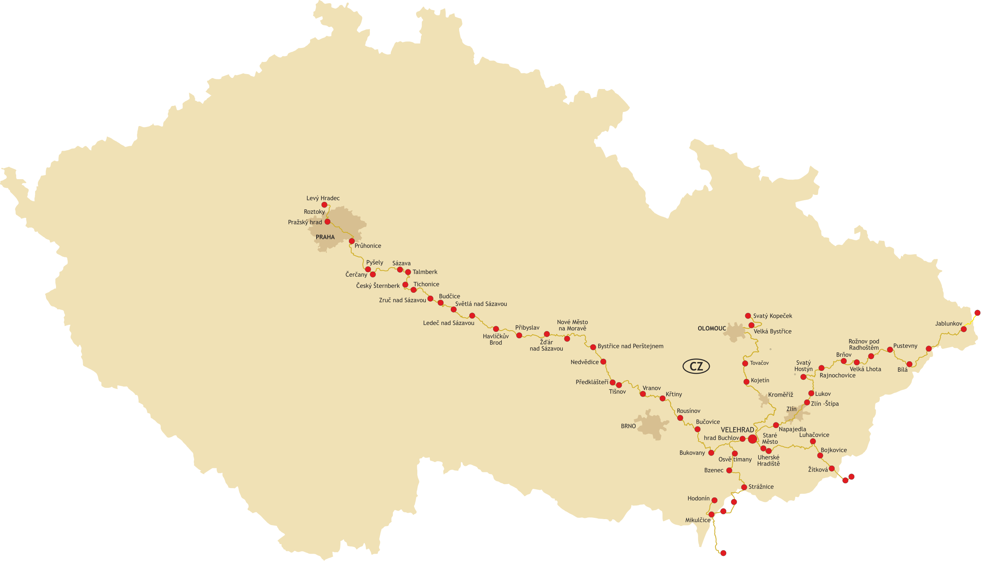 Levý Hradec
Roztoky
Pražský hrad
PRAHA
Průhonice
Pyšely
Čerčany
Sázava
Talmberk
Český Šternberk
Tichonice
Zruč nad Sázavou
Budčice
Světlá nad Sázavou
Ledeč nad Sázavou
Havlíčkův
Brod
Přibyslav
Žďár
nad Sázavou
Nové Město
na Moravě
Bystřice nad Perštejnem
Nedvědice
Předklášteří
Tišnov
Vranov
Křtiny
BRNO
Rousínov
Bučovice
Bukovany
hrad Buchlov
VELEHRAD
CZ
Svatý Kopeček
OLOMOUC
Velká Bystřice
Tovačov
Kojetín
Kroměříž
Zlín
Zlín -Štípa
Lukov
Svatý
Hostýn
Rajnochovice
Brňov
Velká Lhota
Rožnov pod
Radhoštěm
Pustevny
Bílá
Jablunkov
Napajedla
Staré
Město
Uherské
Hradiště
Luhačovice
Bojkovice
Žítková
Osvě timany
Bzenec
Strážnice
Hodonín
Mikulčice